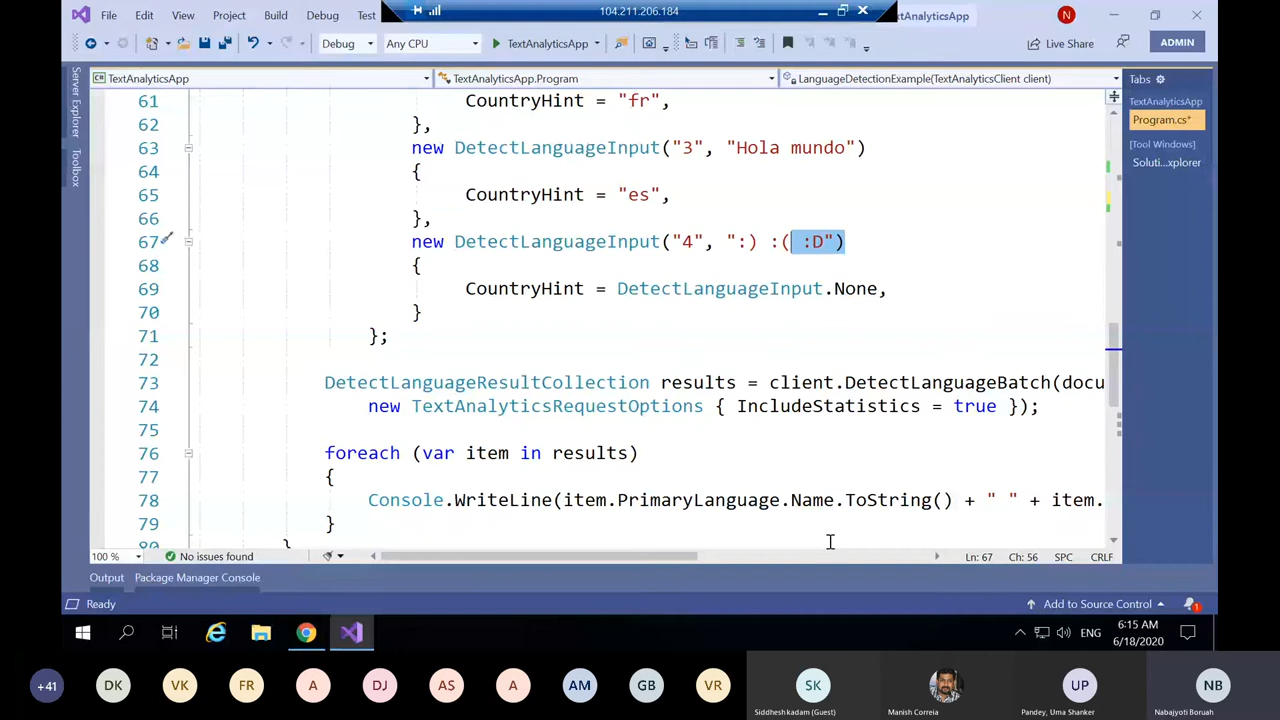 104.211.206.184
File Edit View Project Build Debug Test
TextAnalyticsApp
N
Debug Any CPU TextAnalyticsApp Live Share ADMIN
TextAnalyticsApp TextAnalyticsApp.Program LanguageDetectionExample(TextAnalyticsClient client)
Tabs
TextAnalyticsApp
Program.cs*
[Tool Windows]
Soluti...xplorer
Server Explorer
Toolbox
61 CountryHint = "fr",
62 },
63 new DetectLanguageInput("3", "Hola mundo")
64 {
65 CountryHint = "es",
66 },
67 new DetectLanguageInput("4", ":) :( :D")
68 {
69 CountryHint = DetectLanguageInput.None,
70 }
71 };
72
73 DetectLanguageResultCollection results = client.DetectLanguageBatch(docu
74 new TextAnalyticsRequestOptions { IncludeStatistics = true });
75
76 foreach (var item in results)
77 {
78 Console.WriteLine(item.PrimaryLanguage.Name.ToString() + " " + item.
79 }
80 }
100 % No issues found Ln: 67 Ch: 56 SPC CRLF
Output Package Manager Console
Ready Add to Source Control 1
ENG 6:15 AM
6/18/2020
+41 DK VK FR A DJ AS A AM GB VR SK UP NB
Siddhesh kadam (Guest) Manish Correia Pandey, Uma Shanker Nabajyoti Boruah